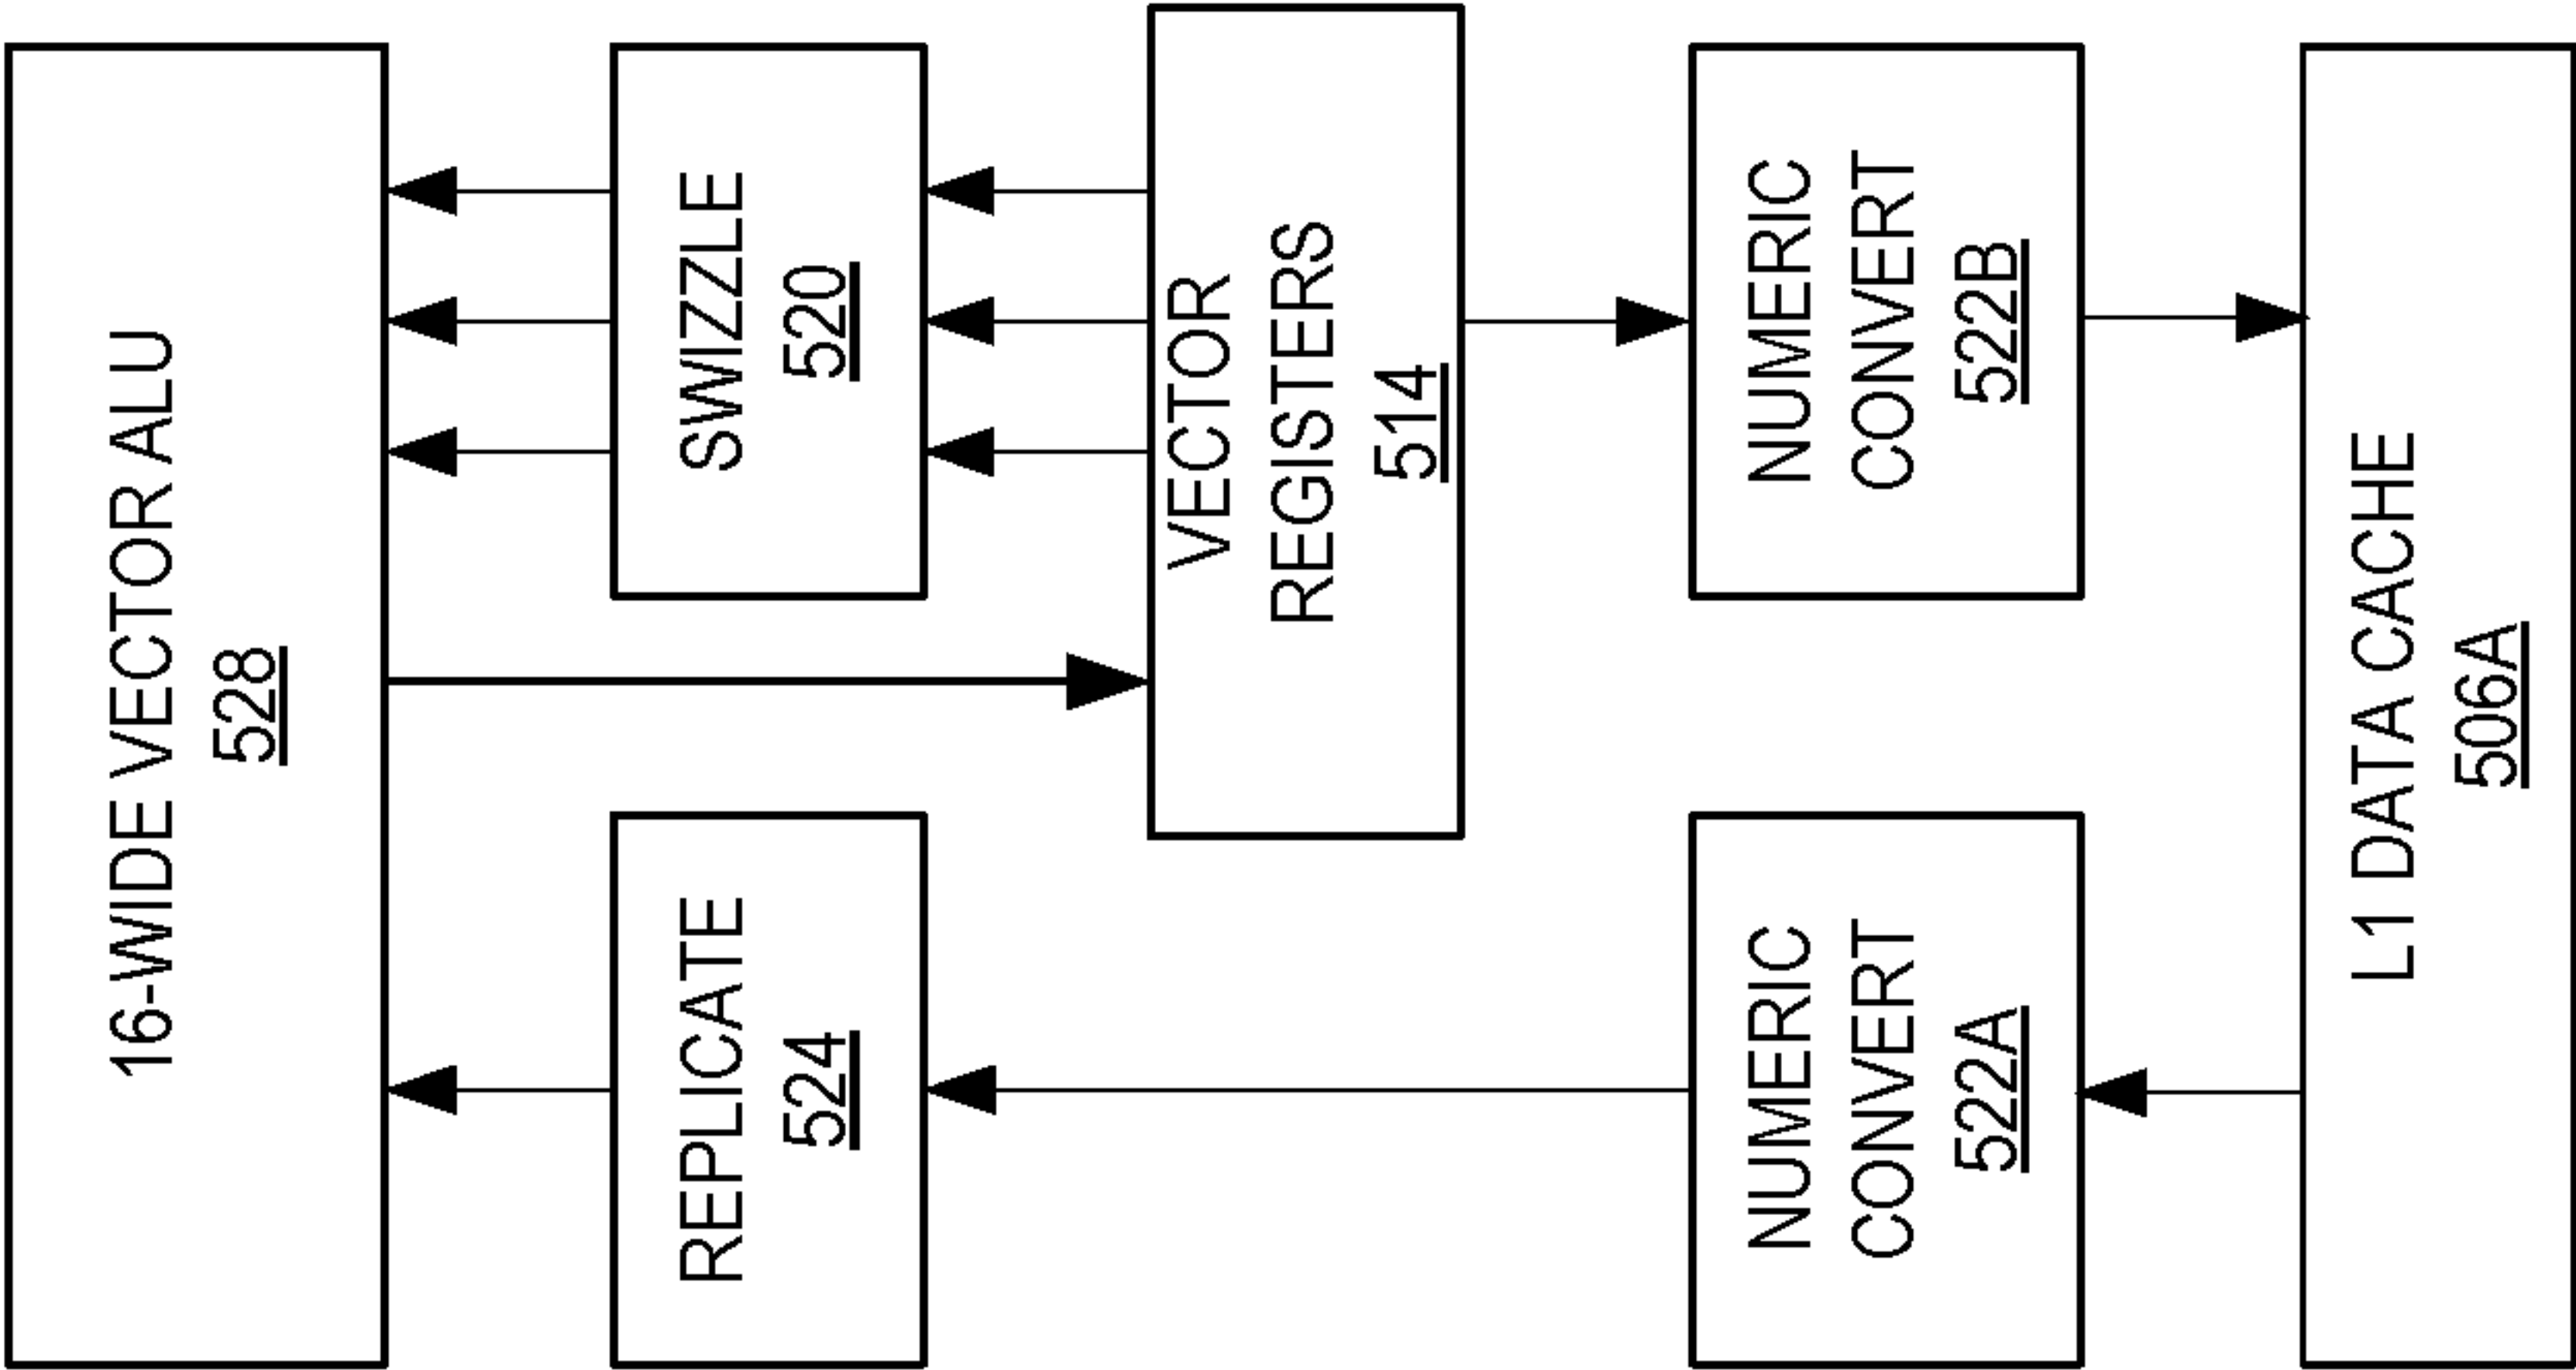 16-WIDE VECTOR ALU
528
REPLICATE
524
SWIZZLE
520
VECTOR
REGISTERS
514
NUMERIC
CONVERT
522A
NUMERIC
CONVERT
522B
L1 DATA CACHE
506A